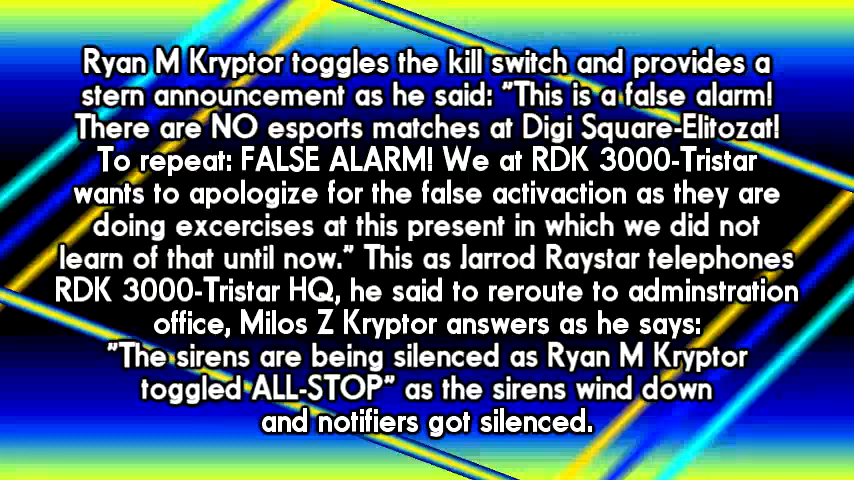 Ryan M Kryptor toggles the kill switch and provides a
stern announcement as he said: "This is a false alarm!
There are NO esports matches at Digi Square-Elitozat!
To repeat: FALSE ALARM! We at RDK 3000-Tristar
wants to apologize for the false activaction as they are
doing excercises at this present in which we did not
learn of that until now." This as Jarrod Raystar telephones
RDK 3000-Tristar HQ, he said to reroute to adminstration
office, Milos Z Kryptor answers as he says:
"The sirens are being silenced as Ryan M Kryptor
toggled ALL-STOP" as the sirens wind down
and notifiers got silenced.